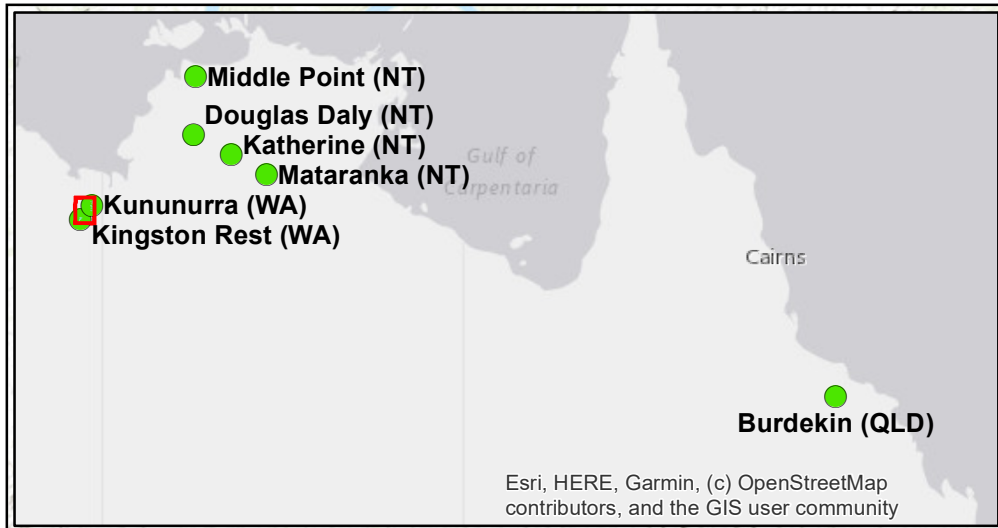 Middle Point (NT)
Douglas Daly (NT)
Katherine (NT)
Mataranka (NT)
Gulf of
Carpentaria
Kununurra (WA)
Kingston Rest (WA)
Cairns
Burdekin (QLD)
Esri, HERE, Garmin, (c) OpenStreetMap
contributors, and the GIS user community